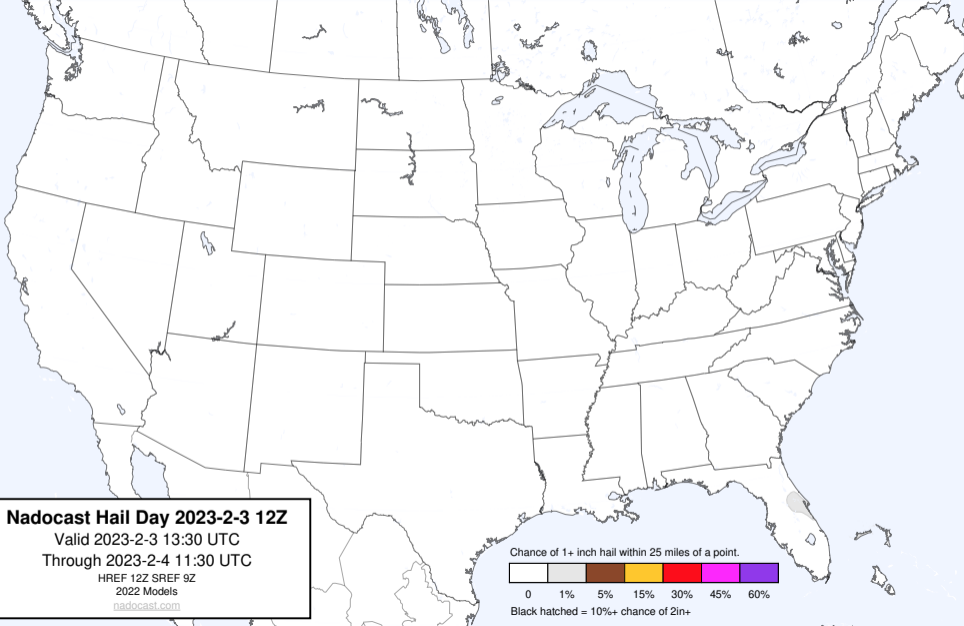 Nadocast Hail Day 2023-2-3 12Z
Valid 2023-2-3 13:30 UTC
Through 2023-2-4 11:30 UTC
HREF 12Z SREF 9Z
2022 Models
nadocast.com
Chance of 1+ inch hail within 25 miles of a point.
0 1% 5% 15% 30% 45% 60%
Black hatched = 10%+ chance of 2in+